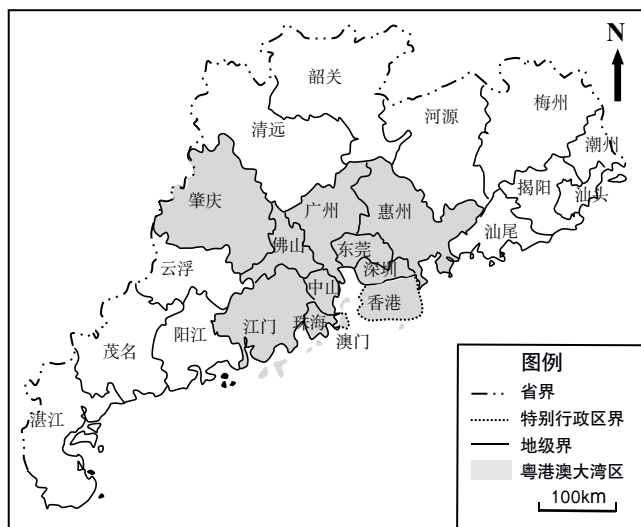 N
韶关
梅州
清远
河源
潮州
揭阳
汕头
肇庆
广州
惠州
汕尾
佛山
东莞
云浮
深圳
中山
香港
阳江
江门
珠海
澳门
茂名
湛江
图例
省界
特别行政区界
地级界
粤港澳大湾区
100km